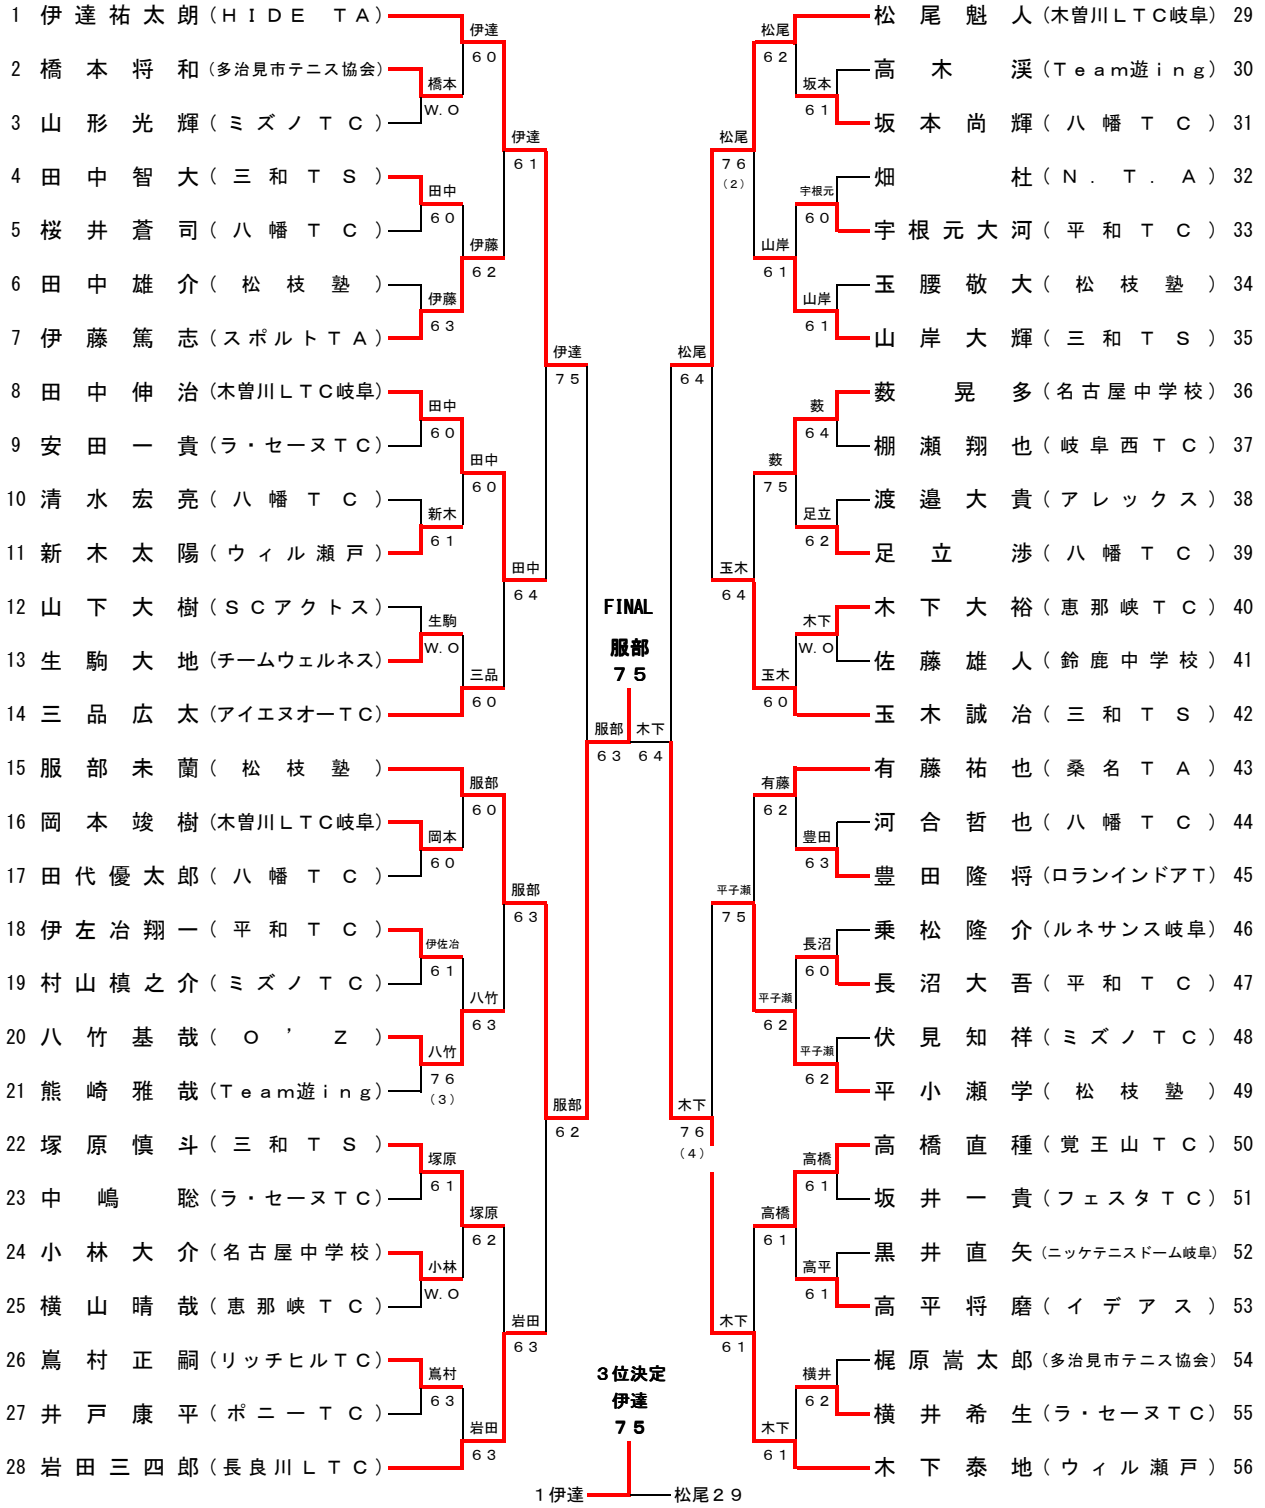 1 伊達祐太朗 (ＨＩＤＥ ＴＡ)
2 橋本将和 (多治見市テニス協会)
3 山形光輝 (ミズノＴＣ)
4 田中智大 (三和ＴＳ)
5 桜井蒼司 (八幡ＴＣ)
6 田中雄介 (松枝塾)
7 伊藤篤志 (スポルトＴＡ)
8 田中伸治 (木曽川ＬＴＣ岐阜)
9 安田一貴 (ラ・セーヌＴＣ)
10 清水宏亮 (八幡ＴＣ)
11 新木太陽 (ウィル瀬戸)
12 山下大樹 (ＳＣアクトス)
13 生駒大地 (チームウェルネス)
14 三品広太 (アイエヌオーＴＣ)
15 服部未蘭 (松枝塾)
16 岡本竣樹 (木曽川ＬＴＣ岐阜)
17 田代優太郎 (八幡ＴＣ)
18 伊左冶翔一 (平和ＴＣ)
19 村山槙之介 (ミズノＴＣ)
20 八竹基哉 (Ｏ’Ｚ)
21 熊崎雅哉 (Ｔｅａｍ遊ｉｎｇ)
22 塚原慎斗 (三和ＴＳ)
23 中嶋聡 (ラ・セーヌＴＣ)
24 小林大介 (名古屋中学校)
25 横山晴哉 (恵那峡ＴＣ)
26 嶌村正嗣 (リッチヒルＴＣ)
27 井戸康平 (ポニーＴＣ)
28 岩田三四郎 (長良川ＬＴＣ)
伊達
６０
橋本
Ｗ.Ｏ
伊達
６１
田中
６０
伊藤
６２
伊藤
６３
伊達
７５
田中
６０
田中
６０
新木
６１
田中
６４
生駒
Ｗ.Ｏ
三品
６０
服部
６３
服部
６０
岡本
６０
服部
６３
伊佐冶
６１
八竹
６３
八竹
７６
(３)
服部
６２
塚原
６１
塚原
６２
小林
Ｗ.Ｏ
岩田
６３
嶌村
６３
岩田
６３
FINAL
服部
７５
３位決定
伊達
７５
１伊達
松尾２９
松尾
６２
坂本
６１
松尾
７６
(２)
宇根元
６０
山岸
６１
山岸
６１
松尾
６４
薮
６４
薮
７５
足立
６２
玉木
６４
木下
Ｗ.Ｏ
玉木
６０
木下
６４
有藤
６２
豊田
６３
平子瀬
７５
長沼
６０
平子瀬
６２
平子瀬
６２
木下
７６
(４)
高橋
６１
高橋
６１
高平
６１
木下
６１
横井
６２
木下
６１
松尾魁人 (木曽川ＬＴＣ岐阜) 29
高木渓 (Ｔｅａｍ遊ｉｎｇ) 30
坂本尚輝 (八幡ＴＣ) 31
畑杜 (Ｎ．Ｔ．Ａ) 32
宇根元大河 (平和ＴＣ) 33
玉腰敬大 (松枝塾) 34
山岸大輝 (三和ＴＳ) 35
薮晃多 (名古屋中学校) 36
棚瀬翔也 (岐阜西ＴＣ) 37
渡邉大貴 (アレックス) 38
足立渉 (八幡ＴＣ) 39
木下大裕 (恵那峡ＴＣ) 40
佐藤雄人 (鈴鹿中学校) 41
玉木誠冶 (三和ＴＳ) 42
有藤祐也 (桑名ＴＡ) 43
河合哲也 (八幡ＴＣ) 44
豊田隆将 (ロランインドアＴ) 45
乗松隆介 (ルネサンス岐阜) 46
長沼大吾 (平和ＴＣ) 47
伏見知祥 (ミズノＴＣ) 48
平小瀬学 (松枝塾) 49
高橋直種 (覚王山ＴＣ) 50
坂井一貴 (フェスタＴＣ) 51
黒井直矢 (ニッケテニスドーム岐阜) 52
高平将磨 (イデアス) 53
梶原嵩太郎 (多治見市テニス協会) 54
横井希生 (ラ・セーヌＴＣ) 55
木下泰地 (ウィル瀬戸) 56